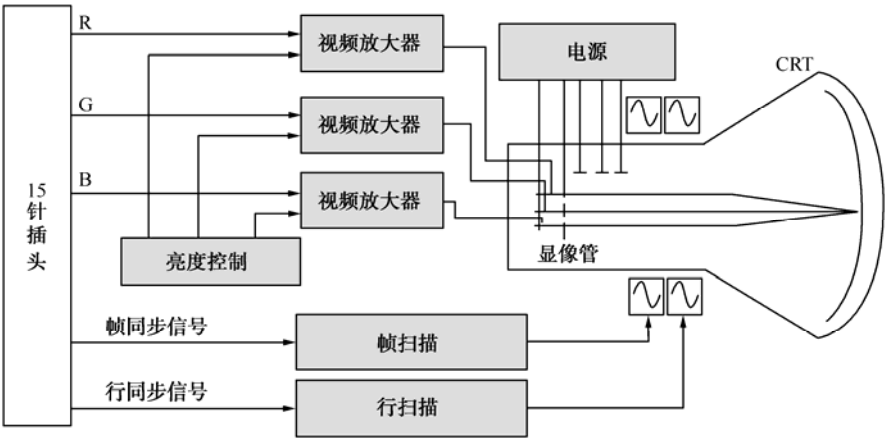 R
视频放大器
电源
CRT
G
视频放大器
B
视频放大器
15
针
插
头
亮度控制
显像管
帧同步信号
帧扫描
行同步信号
行扫描